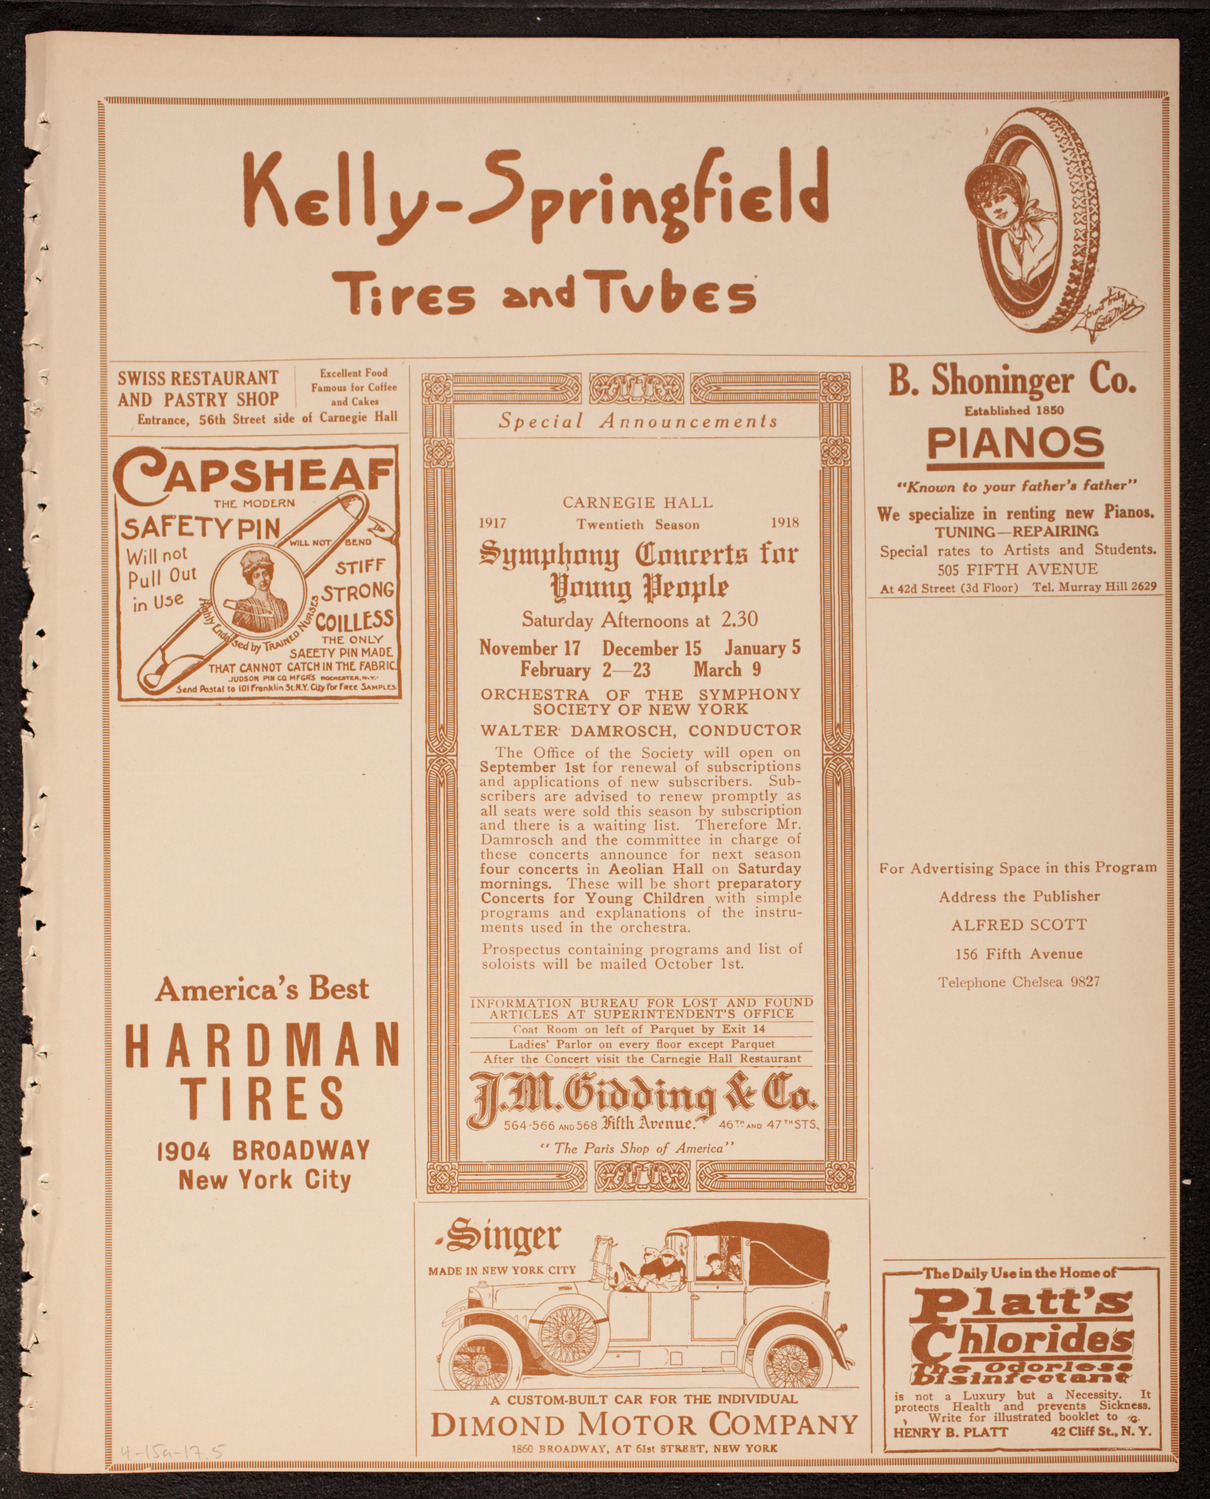 Kelly-Springfield
Tires and Tubes
SWISS RESTAURANT
AND PASTRY SHOP
Excellent Food
Famous for Coffee
and Cakes
Entrance, 56th Street side of Carnegie Hall
CAPSHEAF
THE MODERN
SAFETY PIN
WILL NOT BEND
Will not
Pull Out
in Use
STIFF
STRONG
COILLESS
Highly Endorsed by TRAINED NURSES
THE ONLY
SAFETY PIN MADE
THAT CANNOT CATCH IN THE FABRIC.
JUDSON PIN CO. MFGRS ROCHESTER, N.Y.
Send Postal to 101 Franklin St. N.Y. City for FREE SAMPLES
America's Best
HARDMAN
TIRES
1904 BROADWAY
New York City
Special Announcements
CARNEGIE HALL
1917 Twentieth Season 1918
Symphony Concerts for
Young People
Saturday Afternoons at 2.30
November 17 December 15 January 5
February 2—23 March 9
ORCHESTRA OF THE SYMPHONY
SOCIETY OF NEW YORK
WALTER DAMROSCH, CONDUCTOR
The Office of the Society will open on
September 1st for renewal of subscriptions
and applications of new subscribers. Sub-
scribers are advised to renew promptly as
all seats were sold this season by subscription
and there is a waiting list. Therefore Mr.
Damrosch and the committee in charge of
these concerts announce for next season
four concerts in Aeolian Hall on Saturday
mornings. These will be short preparatory
Concerts for Young Children with simple
programs and explanations of the instru-
ments used in the orchestra.
Prospectus containing programs and list of
soloists will be mailed October 1st.
INFORMATION BUREAU FOR LOST AND FOUND
ARTICLES AT SUPERINTENDENT'S OFFICE
Coat Room on left of Parquet by Exit 14
Ladies' Parlor on every floor except Parquet
After the Concert visit the Carnegie Hall Restaurant
J.M. Gidding & Co.
564-566 AND 568 Fifth Avenue. 46TH AND 47TH STS.
"The Paris Shop of America"
Singer
MADE IN NEW YORK CITY
A CUSTOM-BUILT CAR FOR THE INDIVIDUAL
DIMOND MOTOR COMPANY
1860 BROADWAY, AT 61st STREET, NEW YORK
B. Shoninger Co.
Established 1850
PIANOS
"Known to your father's father"
We specialize in renting new Pianos.
TUNING—REPAIRING
Special rates to Artists and Students.
505 FIFTH AVENUE
At 42d Street (3d Floor) Tel. Murray Hill 2629
For Advertising Space in this Program
Address the Publisher
ALFRED SCOTT
156 Fifth Avenue
Telephone Chelsea 9827
The Daily Use in the Home of
Platt's
Chlorides
The Odorless
Disinfectant
is not a Luxury but a Necessity. It
protects Health and prevents Sickness.
Write for illustrated booklet to
HENRY B. PLATT 42 Cliff St., N. Y.
4-15a-17.5